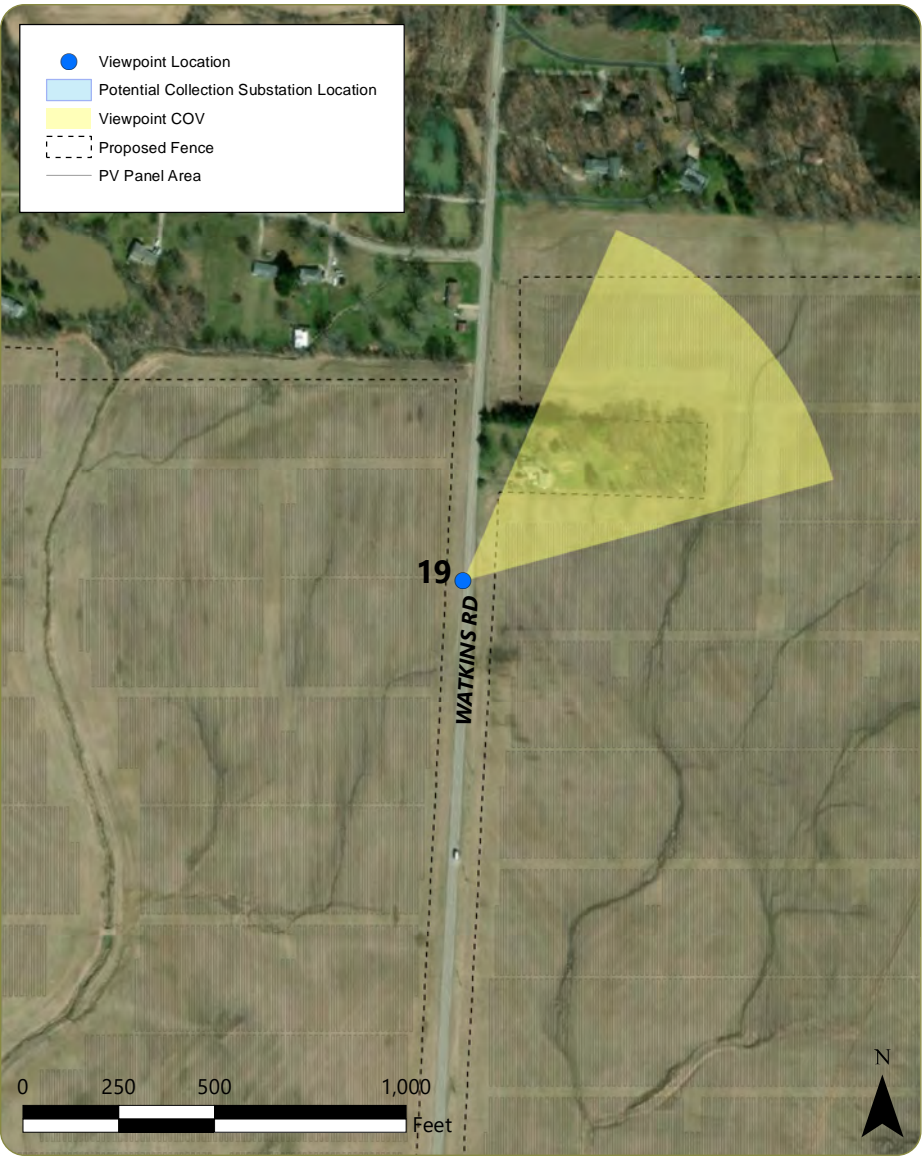 Viewpoint Location
Potential Collection Substation Location
Viewpoint COV
Proposed Fence
PV Panel Area
19
WATKINS RD
N
0 250 500 1,000
Feet